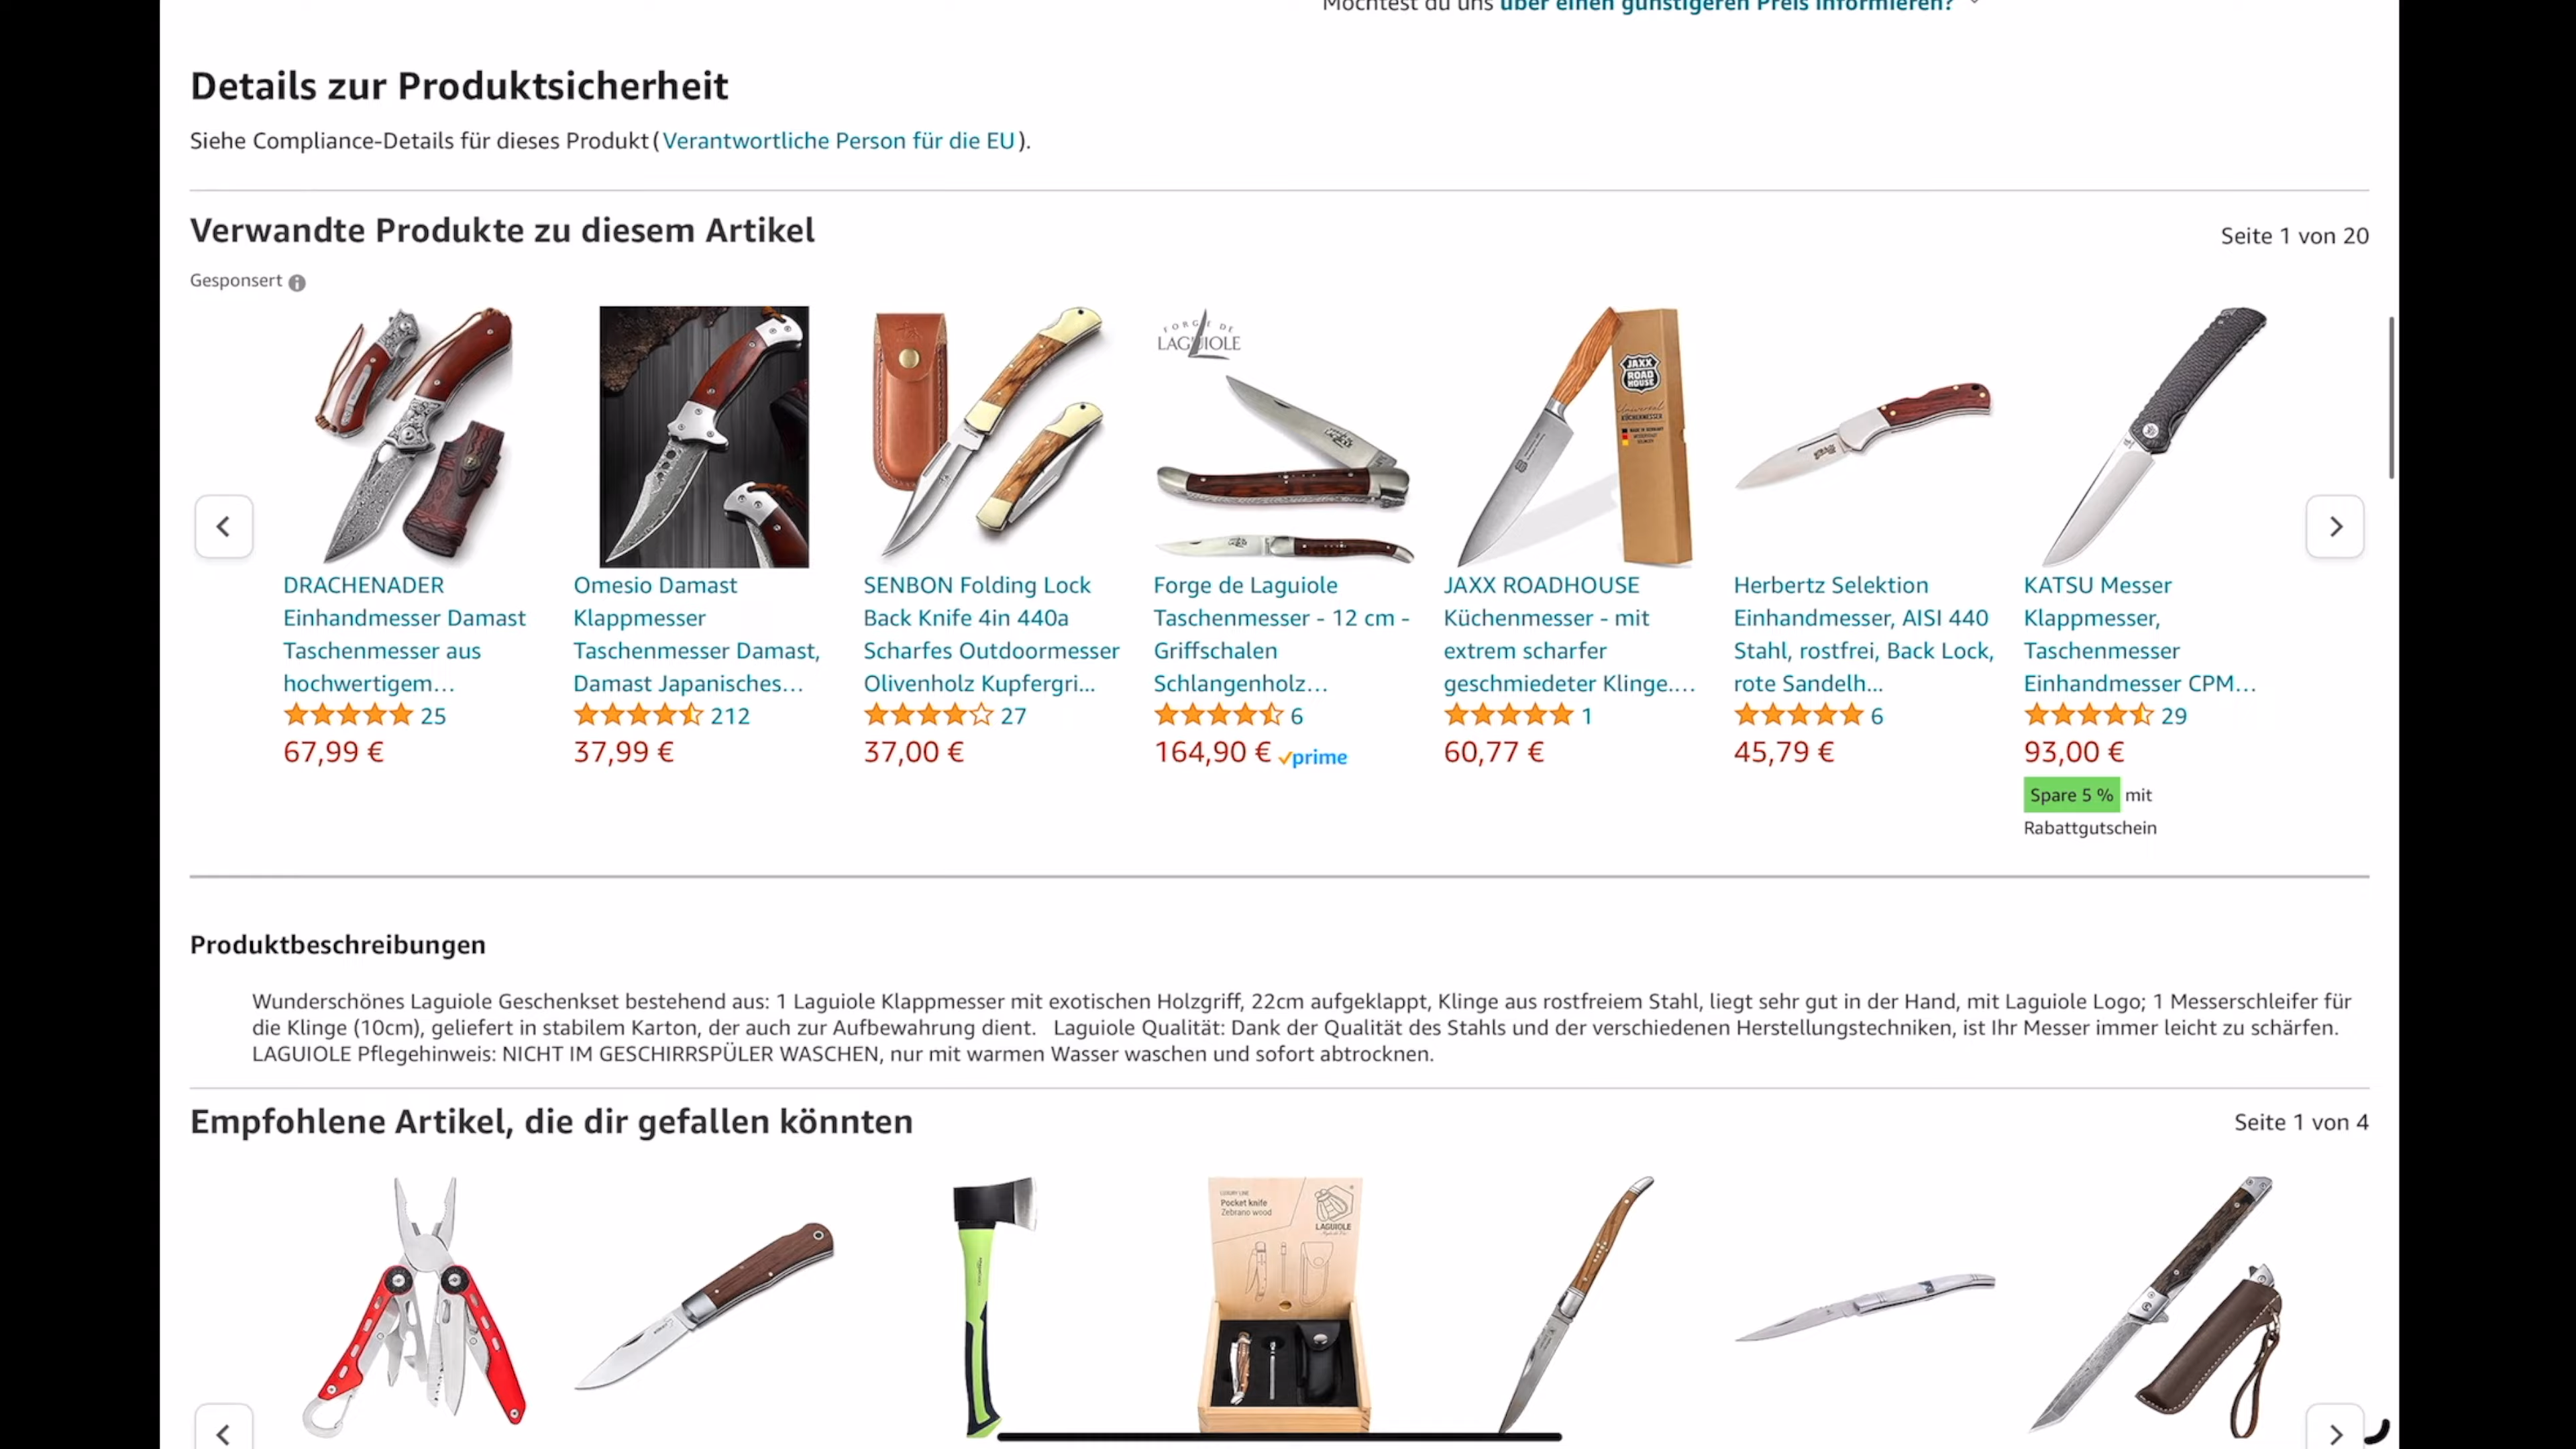 Möchtest du uns über einen günstigeren Preis informieren?
Details zur Produktsicherheit
Siehe Compliance-Details für dieses Produkt (Verantwortliche Person für die EU).
Verwandte Produkte zu diesem Artikel
Seite 1 von 20
Gesponsert
FORGE DE
LAGUIOLE
JAXX
ROAD
HOUSE
DRACHENADER
Einhandmesser Damast
Taschenmesser aus
hochwertigem…
25
67,99 €
Omesio Damast
Klappmesser
Taschenmesser Damast,
Damast Japanisches…
212
37,99 €
SENBON Folding Lock
Back Knife 4in 440a
Scharfes Outdoormesser
Olivenholz Kupfergri…
27
37,00 €
Forge de Laguiole
Taschenmesser - 12 cm -
Griffschalen
Schlangenholz…
6
164,90 € prime
JAXX ROADHOUSE
Küchenmesser - mit
extrem scharfer
geschmiedeter Klinge.…
1
60,77 €
Herbertz Selektion
Einhandmesser, AISI 440
Stahl, rostfrei, Back Lock,
rote Sandelh…
6
45,79 €
KATSU Messer
Klappmesser,
Taschenmesser
Einhandmesser CPM…
29
93,00 €
Spare 5 % mit
Rabattgutschein
Produktbeschreibungen
Wunderschönes Laguiole Geschenkset bestehend aus: 1 Laguiole Klappmesser mit exotischen Holzgriff, 22cm aufgeklappt, Klinge aus rostfreiem Stahl, liegt sehr gut in der Hand, mit Laguiole Logo; 1 Messerschleifer für
die Klinge (10cm), geliefert in stabilem Karton, der auch zur Aufbewahrung dient. Laguiole Qualität: Dank der Qualität des Stahls und der verschiedenen Herstellungstechniken, ist Ihr Messer immer leicht zu schärfen.
LAGUIOLE Pflegehinweis: NICHT IM GESCHIRRSPÜLER WASCHEN, nur mit warmen Wasser waschen und sofort abtrocknen.
Empfohlene Artikel, die dir gefallen könnten
Seite 1 von 4
LUXURY LINE
Pocket knife
Zebrano wood
LAGUIOLE